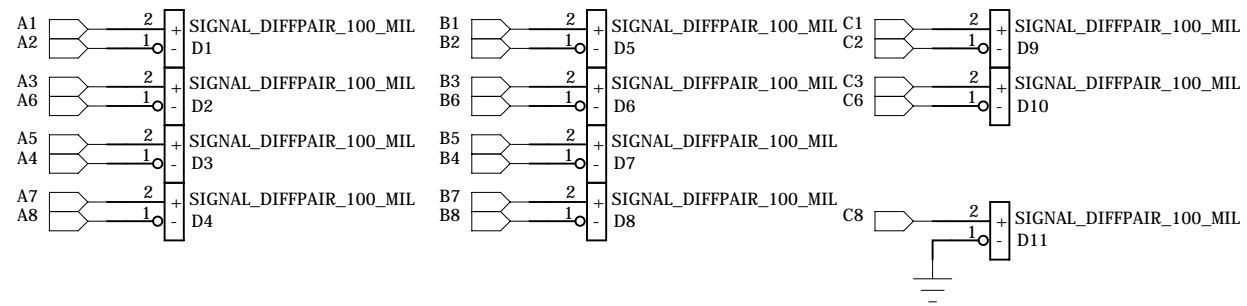 A1 2 + SIGNAL_DIFFPAIR_100_MIL
A2 1 - D1
A3 2 + SIGNAL_DIFFPAIR_100_MIL
A6 1 - D2
A5 2 + SIGNAL_DIFFPAIR_100_MIL
A4 1 - D3
A7 2 + SIGNAL_DIFFPAIR_100_MIL
A8 1 - D4
B1 2 + SIGNAL_DIFFPAIR_100_MIL
B2 1 - D5
B3 2 + SIGNAL_DIFFPAIR_100_MIL
B6 1 - D6
B5 2 + SIGNAL_DIFFPAIR_100_MIL
B4 1 - D7
B7 2 + SIGNAL_DIFFPAIR_100_MIL
B8 1 - D8
C1 2 + SIGNAL_DIFFPAIR_100_MIL
C2 1 - D9
C3 2 + SIGNAL_DIFFPAIR_100_MIL
C6 1 - D10
C8 2 + SIGNAL_DIFFPAIR_100_MIL
1 - D11